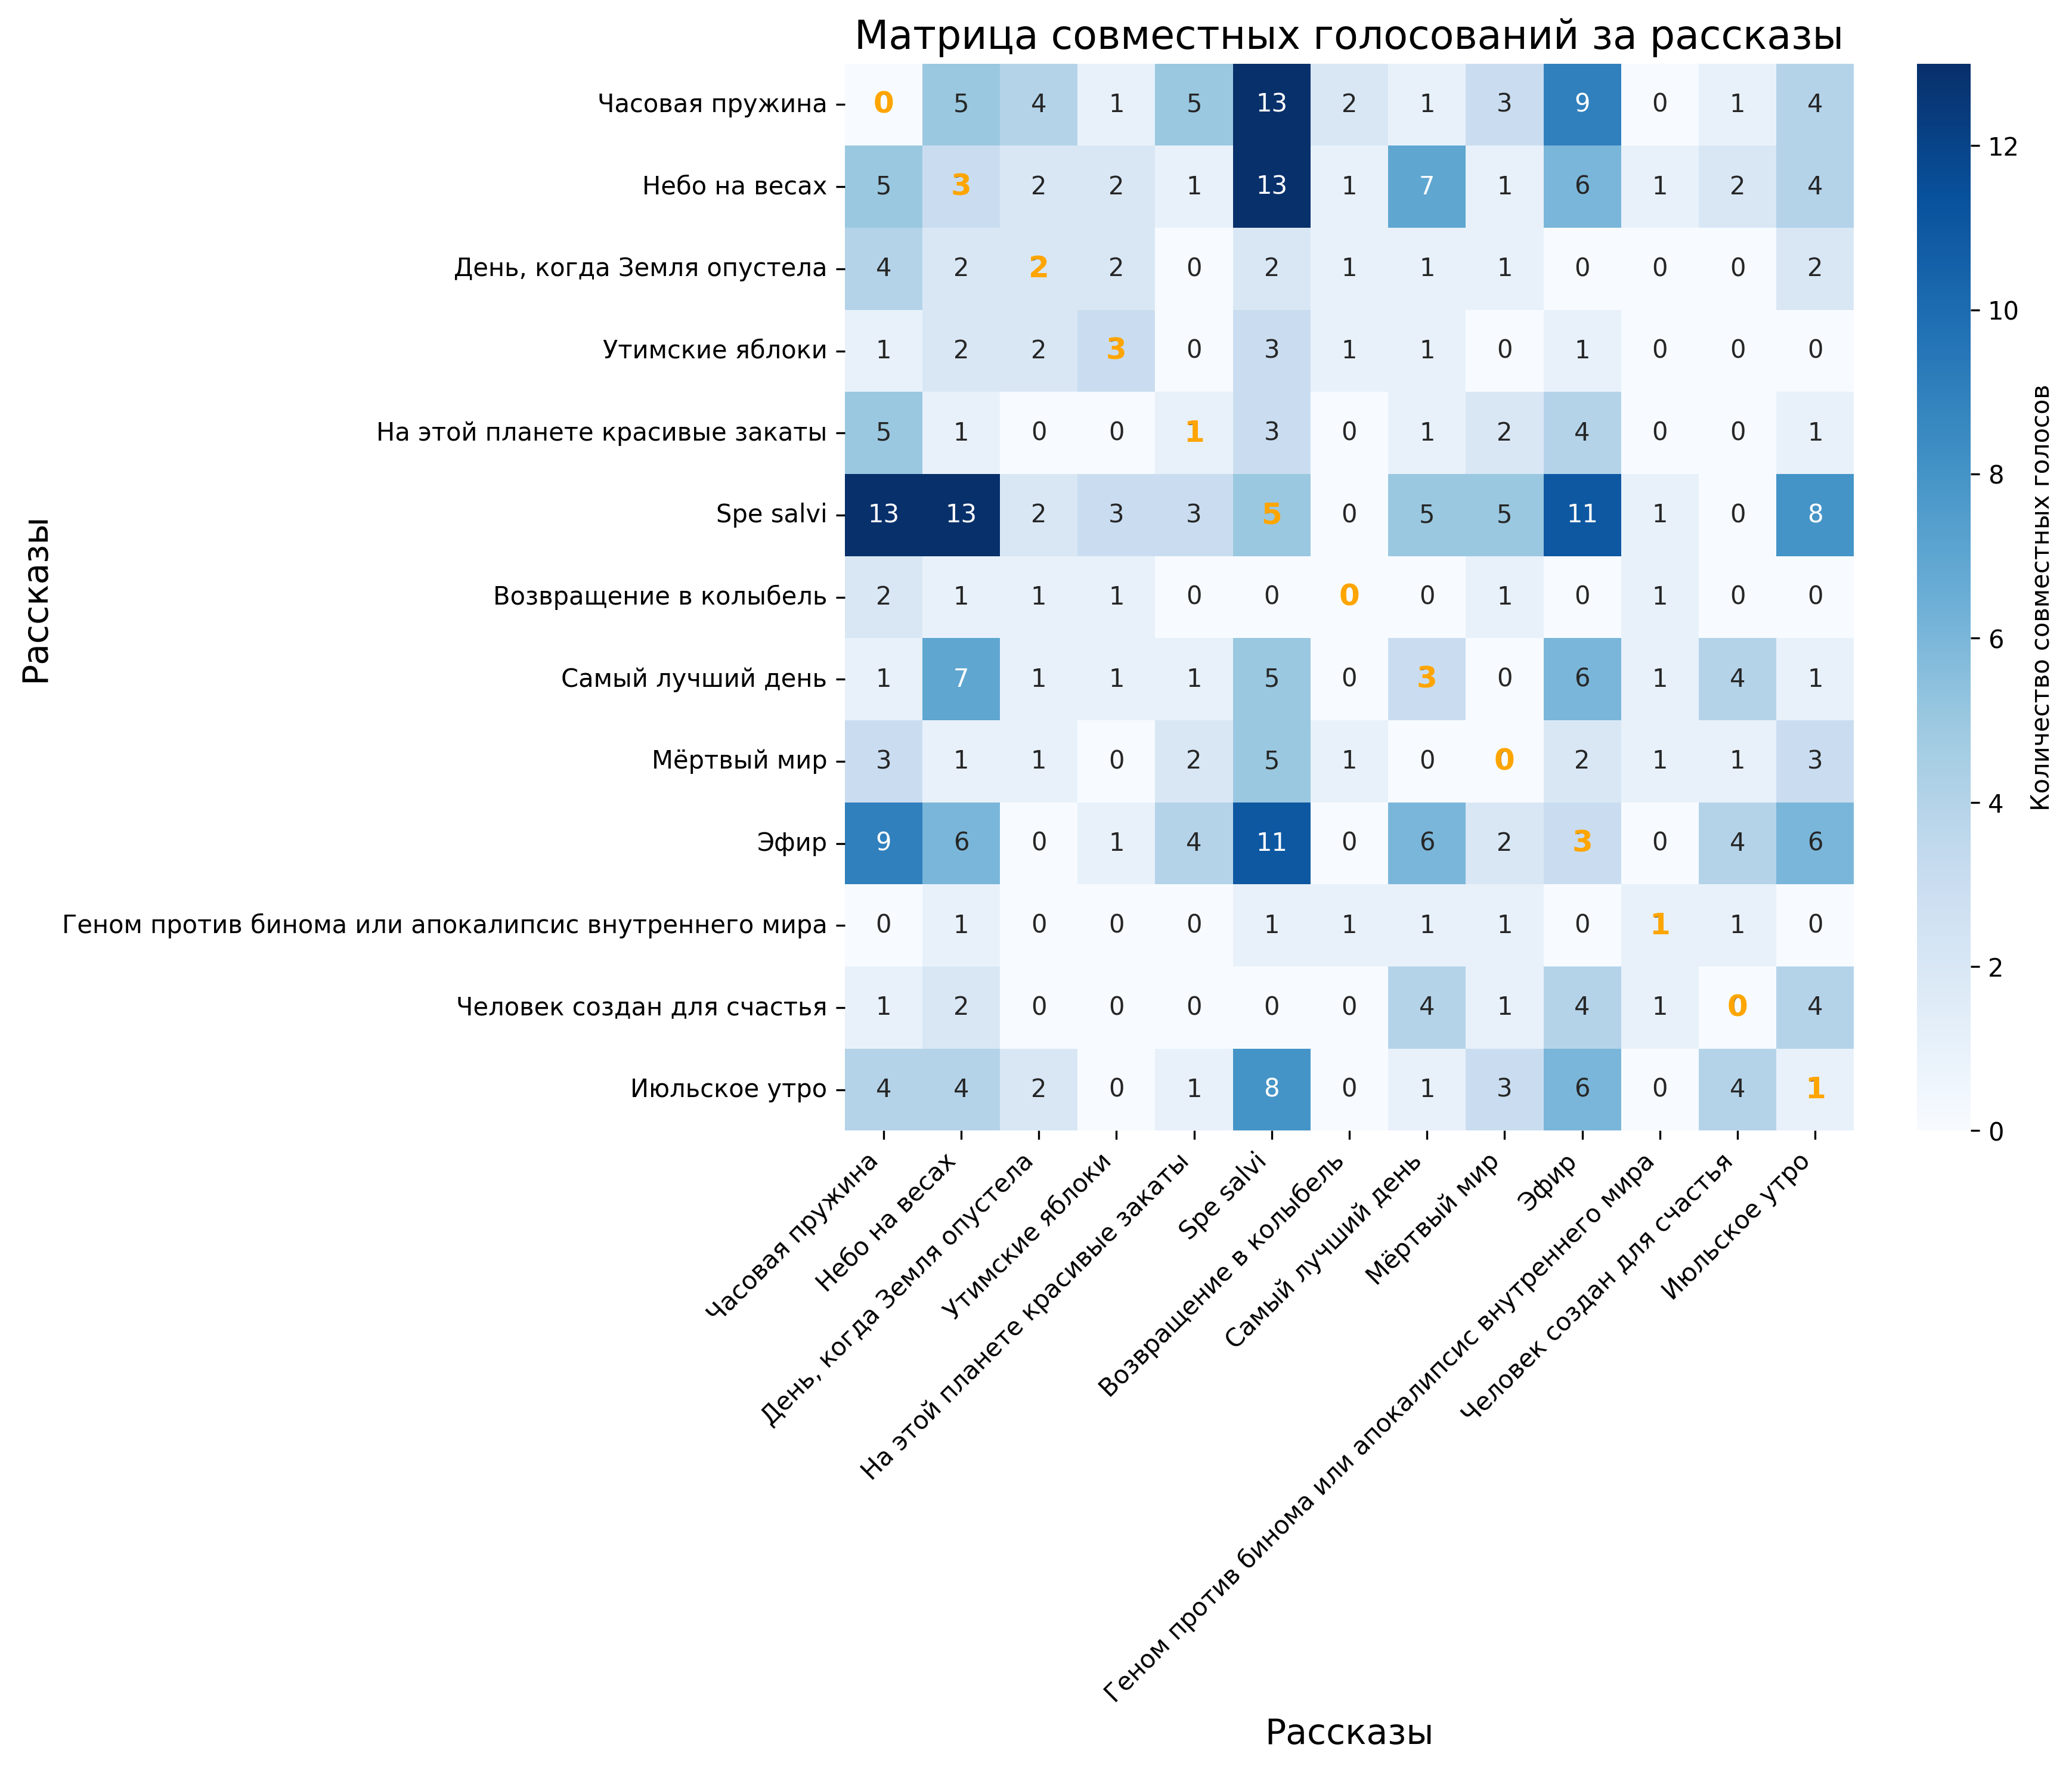 Матрица совместных голосований за рассказы
Рассказы
Часовая пружина 0 5 4 1 5 13 2 1 3 9 0 1 4
Небо на весах 5 3 2 2 1 13 1 7 1 6 1 2 4
День, когда Земля опустела 4 2 2 2 0 2 1 1 1 0 0 0 2
Утимские яблоки 1 2 2 3 0 3 1 1 0 1 0 0 0
На этой планете красивые закаты 5 1 0 0 1 3 0 1 2 4 0 0 1
Spe salvi 13 13 2 3 3 5 0 5 5 11 1 0 8
Возвращение в колыбель 2 1 1 1 0 0 0 0 1 0 1 0 0
Самый лучший день 1 7 1 1 1 5 0 3 0 6 1 4 1
Мёртвый мир 3 1 1 0 2 5 1 0 0 2 1 1 3
Эфир 9 6 0 1 4 11 0 6 2 3 0 4 6
Геном против бинома или апокалипсис внутреннего мира 0 1 0 0 0 1 1 1 1 0 1 1 0
Человек создан для счастья 1 2 0 0 0 0 0 4 1 4 1 0 4
Июльское утро 4 4 2 0 1 8 0 1 3 6 0 4 1
Часовая пружина
Небо на весах
День, когда Земля опустела
Утимские яблоки
На этой планете красивые закаты
Spe salvi
Возвращение в колыбель
Самый лучший день
Мёртвый мир
Эфир
Геном против бинома или апокалипсис внутреннего мира
Человек создан для счастья
Июльское утро
Рассказы
12
10
8
6
4
2
0
Количество совместных голосов